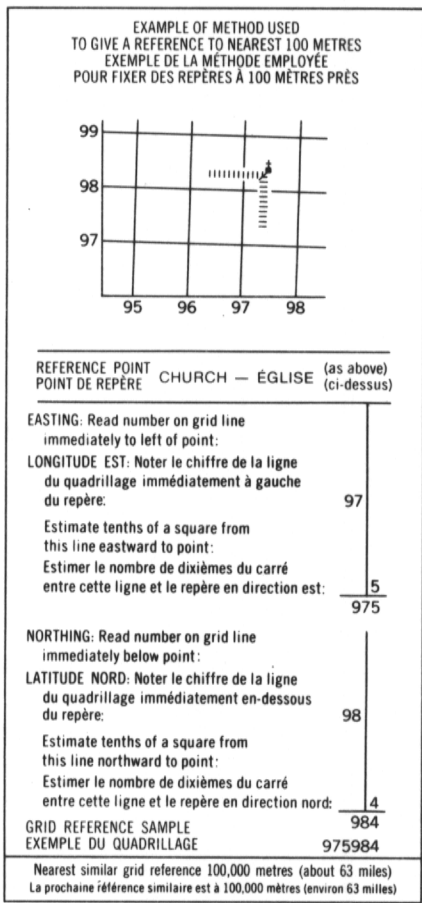 EXAMPLE OF METHOD USED
TO GIVE A REFERENCE TO NEAREST 100 METRES
EXEMPLE DE LA MÉTHODE EMPLOYÉE
POUR FIXER DES REPÈRES À 100 MÈTRES PRÈS
99
98
97
95 96 97 98
REFERENCE POINT
POINT DE REPÈRE
CHURCH — ÉGLISE
(as above)
(ci-dessus)
EASTING: Read number on grid line
immediately to left of point:
LONGITUDE EST: Noter le chiffre de la ligne
du quadrillage immédiatement à gauche
du repère: 97
Estimate tenths of a square from
this line eastward to point:
Estimer le nombre de dixièmes du carré
entre cette ligne et le repère en direction est: 5
975
NORTHING: Read number on grid line
immediately below point:
LATITUDE NORD: Noter le chiffre de la ligne
du quadrillage immédiatement en-dessous
du repère: 98
Estimate tenths of a square from
this line northward to point:
Estimer le nombre de dixièmes du carré
entre cette ligne et le repère en direction nord: 4
984
GRID REFERENCE SAMPLE
EXEMPLE DU QUADRILLAGE 975984
Nearest similar grid reference 100,000 metres (about 63 miles)
La prochaine référence similaire est à 100,000 mètres (environ 63 milles)